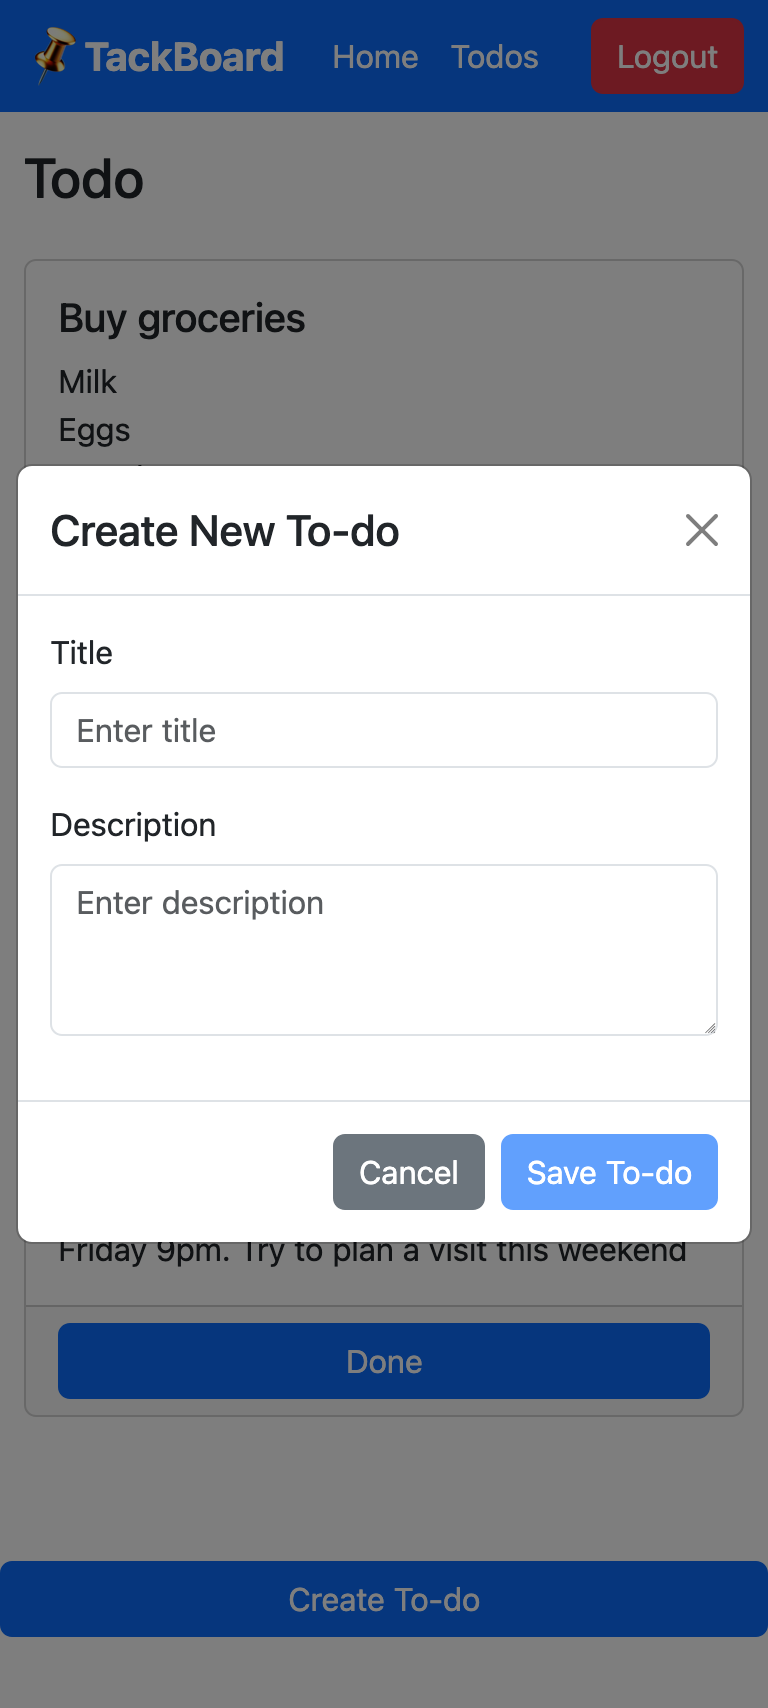 TackBoard Home Todos Logout
Todo
Buy groceries
Milk
Eggs
Create New To-do
Title
Enter title
Description
Enter description
Cancel Save To-do
Friday 9pm. Try to plan a visit this weekend
Done
Create To-do